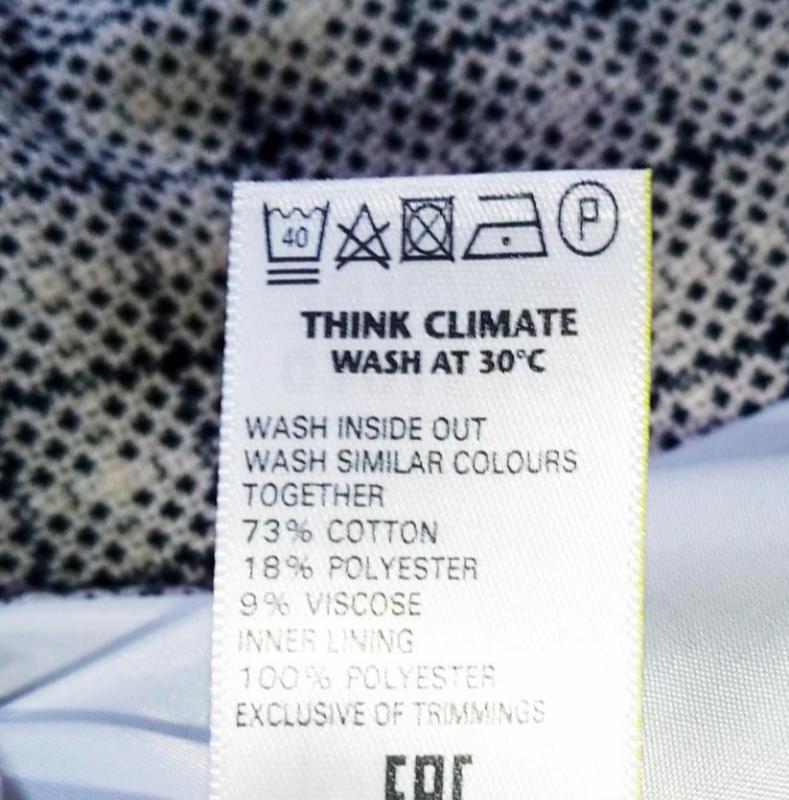 40
P
THINK CLIMATE
WASH AT 30°C
WASH INSIDE OUT
WASH SIMILAR COLOURS
TOGETHER
73% COTTON
18% POLYESTER
9% VISCOSE
INNER LINING
100% POLYESTER
EXCLUSIVE OF TRIMMINGS
EAC